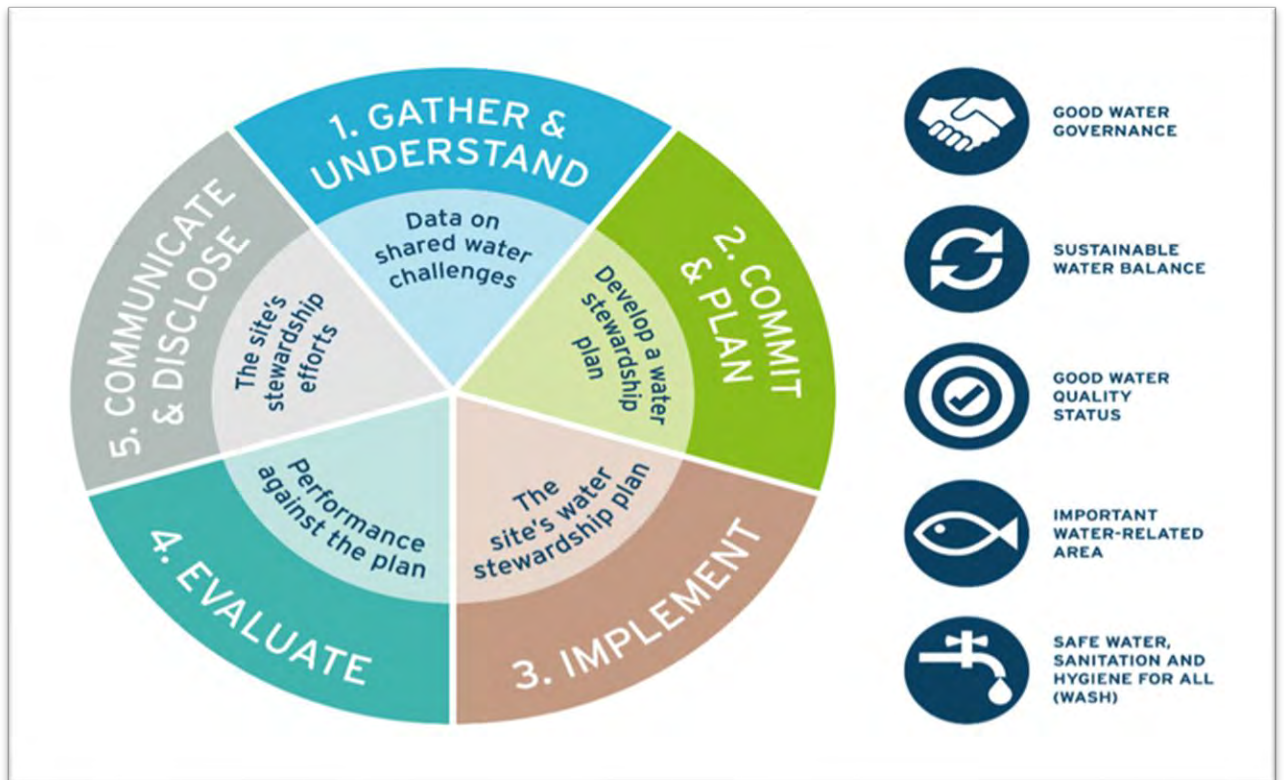 1. GATHER &
UNDERSTAND
Data on
shared water
challenges
2. COMMIT
& PLAN
Develop a water
stewardship
plan
3. IMPLEMENT
The
site's water
stewardship plan
4. EVALUATE
Performance
against the plan
5. COMMUNICATE
& DISCLOSE
The site's
stewardship
efforts
GOOD WATER
GOVERNANCE
SUSTAINABLE
WATER BALANCE
GOOD WATER
QUALITY
STATUS
IMPORTANT
WATER-RELATED
AREA
SAFE WATER,
SANITATION AND
HYGIENE FOR ALL
(WASH)